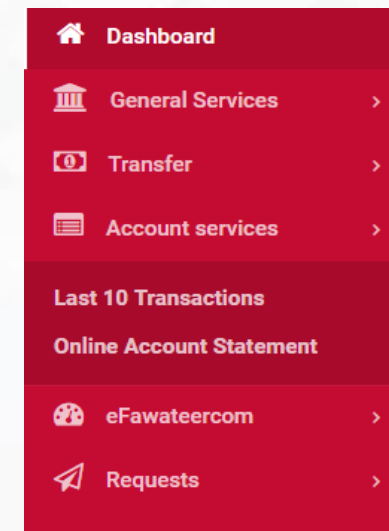 Dashboard
General Services
Transfer
Account services
Last 10 Transactions
Online Account Statement
eFawateercom
Requests